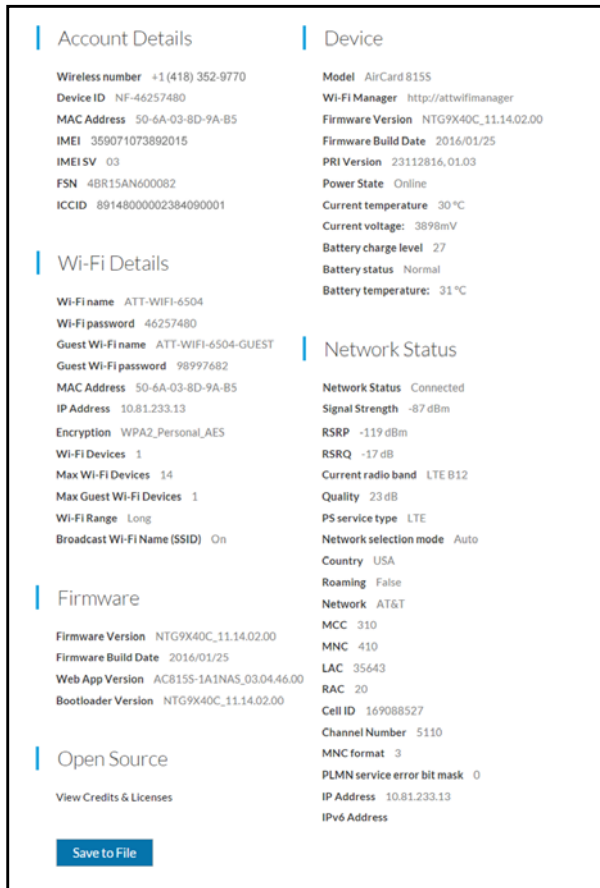 Account Details
Wireless number +1 (418) 352-9770
Device ID NF-46257480
MAC Address 50-6A-03-8D-9A-B5
IMEI 359071073892015
IMEI SV 03
FSN 4BR15AN600082
ICCID 89148000002384090001
Wi-Fi Details
Wi-Fi name ATT-WIFI-6504
Wi-Fi password 46257480
Guest Wi-Fi name ATT-WIFI-6504-GUEST
Guest Wi-Fi password 98997682
MAC Address 50-6A-03-8D-9A-B5
IP Address 10.81.233.13
Encryption WPA2_Personal_AES
Wi-Fi Devices 1
Max Wi-Fi Devices 14
Max Guest Wi-Fi Devices 1
Wi-Fi Range Long
Broadcast Wi-Fi Name (SSID) On
Firmware
Firmware Version NTG9X40C_11.14.02.00
Firmware Build Date 2016/01/25
Web App Version AC815S-1A1NAS_03.04.46.00
Bootloader Version NTG9X40C_11.14.02.00
Open Source
View Credits & Licenses
Save to File
Device
Model AirCard 815S
Wi-Fi Manager http://attwifimanager
Firmware Version NTG9X40C_11.14.02.00
Firmware Build Date 2016/01/25
PRI Version 23112816, 01.03
Power State Online
Current temperature 30 °C
Current voltage: 3898mV
Battery charge level 27
Battery status Normal
Battery temperature: 31 °C
Network Status
Network Status Connected
Signal Strength -87 dBm
RSRP -119 dBm
RSRQ -17 dB
Current radio band LTE B12
Quality 23 dB
PS service type LTE
Network selection mode Auto
Country USA
Roaming False
Network AT&T
MCC 310
MNC 410
LAC 35643
RAC 20
Cell ID 169088527
Channel Number 5110
MNC format 3
PLMN service error bit mask 0
IP Address 10.81.233.13
IPv6 Address